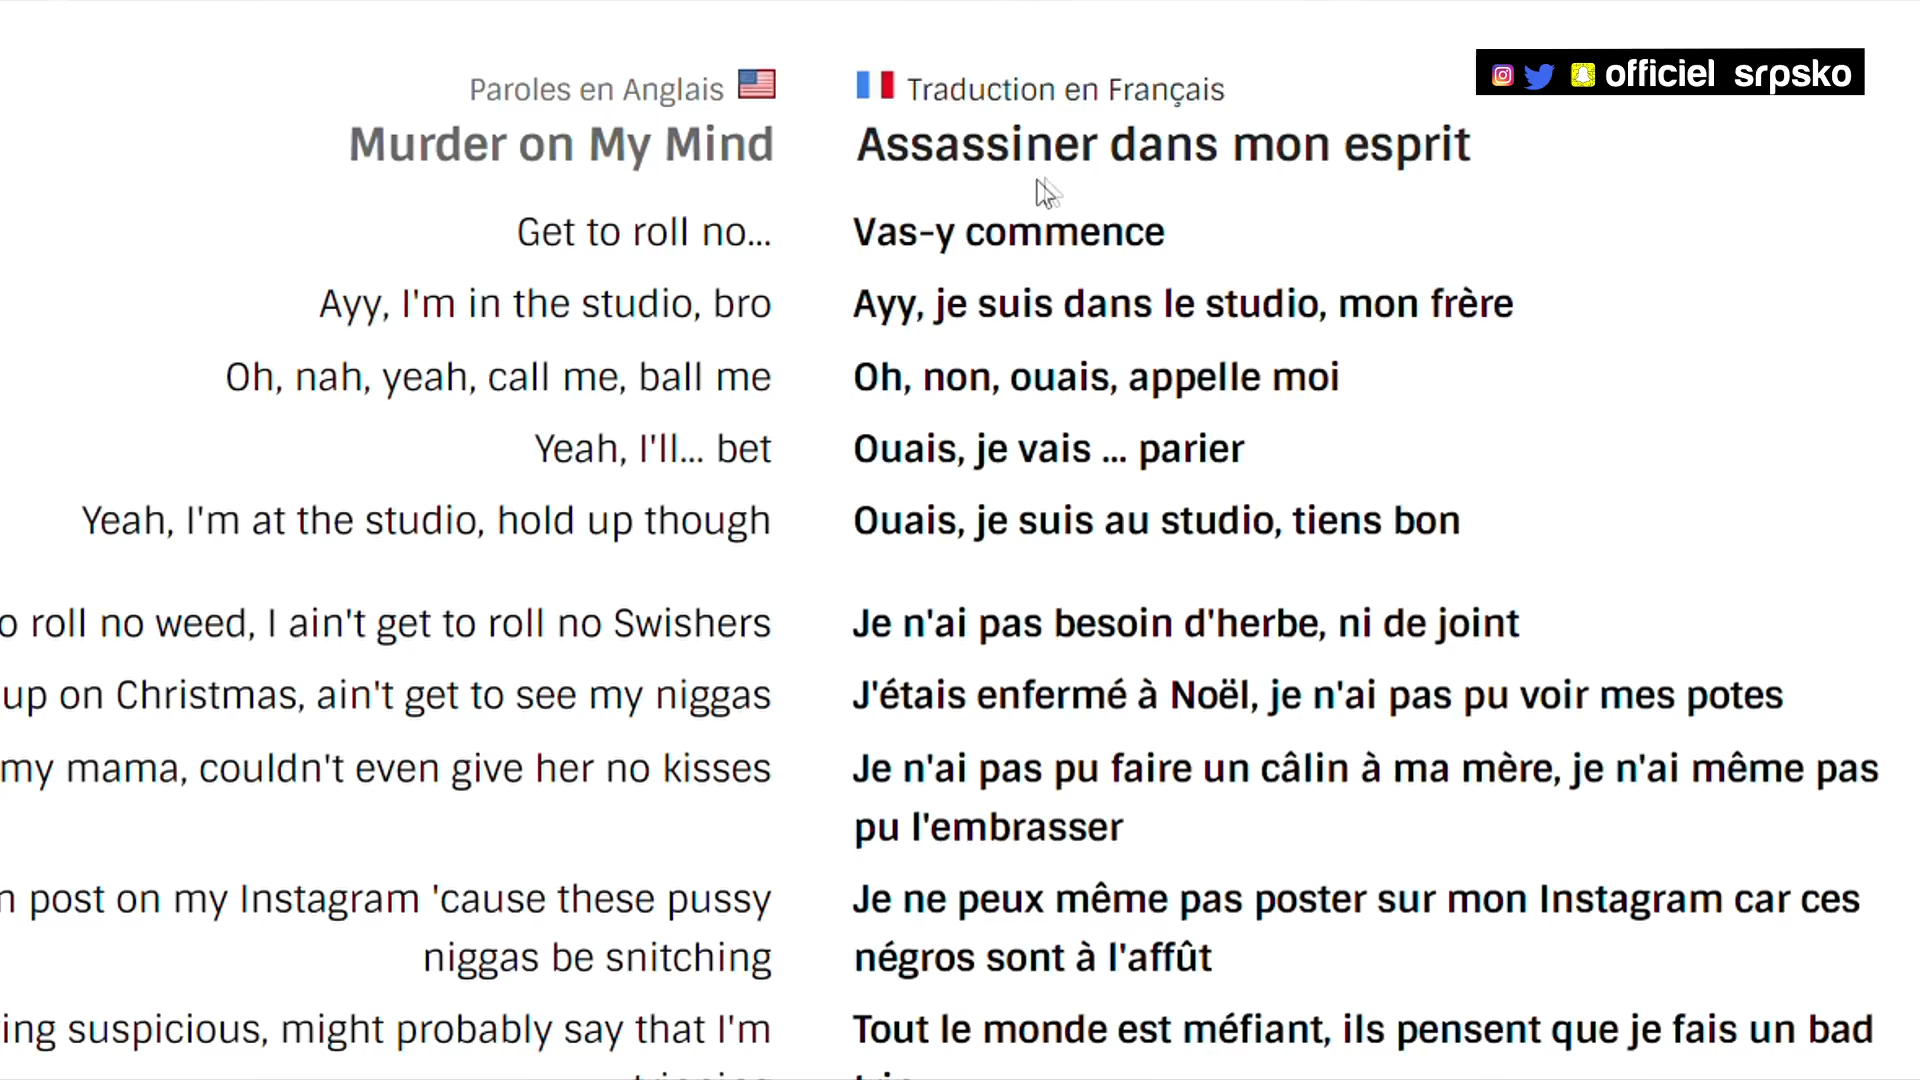 officiel srpsko
Paroles en Anglais
Traduction en Français
Murder on My Mind
Assassiner dans mon esprit
Get to roll no...
Vas-y commence
Ayy, I'm in the studio, bro
Ayy, je suis dans le studio, mon frère
Oh, nah, yeah, call me, ball me
Oh, non, ouais, appelle moi
Yeah, I'll... bet
Ouais, je vais ... parier
Yeah, I'm at the studio, hold up though
Ouais, je suis au studio, tiens bon
o roll no weed, I ain't get to roll no Swishers
Je n'ai pas besoin d'herbe, ni de joint
up on Christmas, ain't get to see my niggas
J'étais enfermé à Noël, je n'ai pas pu voir mes potes
my mama, couldn't even give her no kisses
Je n'ai pas pu faire un câlin à ma mère, je n'ai même pas
pu l'embrasser
n post on my Instagram 'cause these pussy
niggas be snitching
Je ne peux même pas poster sur mon Instagram car ces
négros sont à l'affût
ing suspicious, might probably say that I'm
Tout le monde est méfiant, ils pensent que je fais un bad